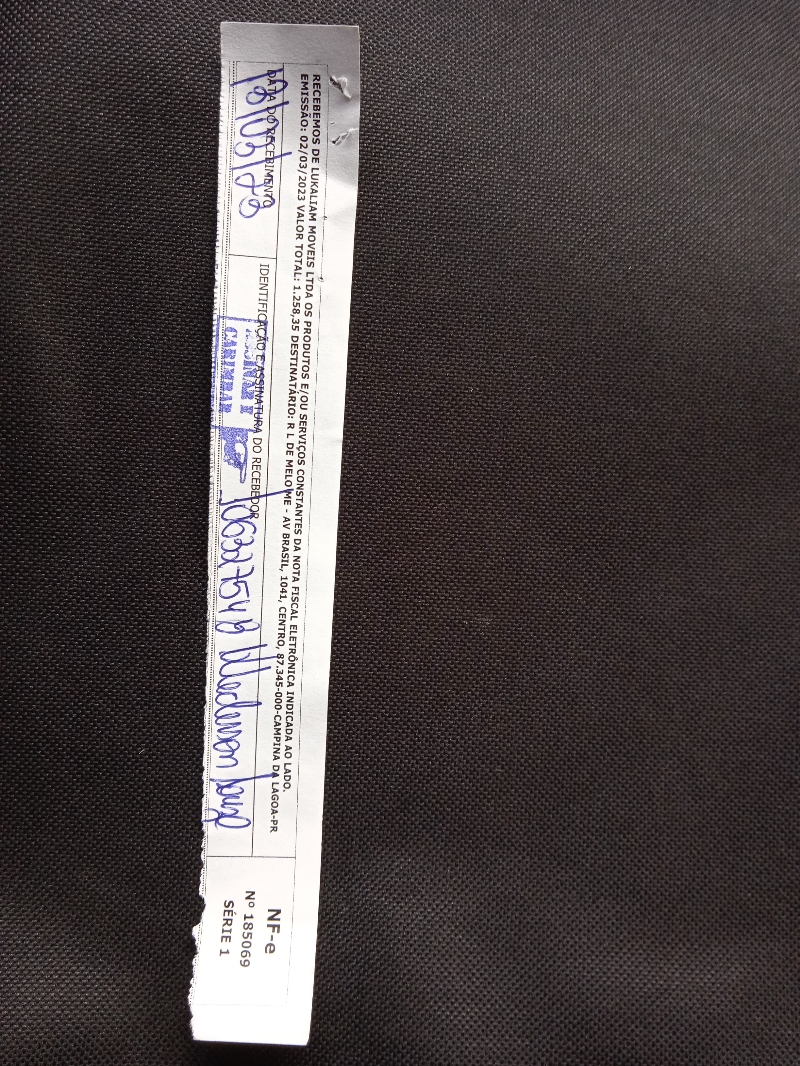 RECEBEMOS DE LUKALIAM MOVEIS LTDA OS PRODUTOS E/OU SERVIÇOS CONSTANTES DA NOTA FISCAL ELETRÔNICA INDICADA AO LADO.
EMISSÃO: 02/03/2023 VALOR TOTAL: 1.258,35 DESTINATÁRIO: R L DE MELO ME - AV BRASIL, 1041, CENTRO, 87.345-000-CAMPINA DA LAGOA-PR
DATA DO RECEBIMENTO
IDENTIFICAÇÃO E ASSINATURA DO RECEBEDOR
ASSINAR E
CARIMBAR
NF-e
Nº 185069
SÉRIE 1